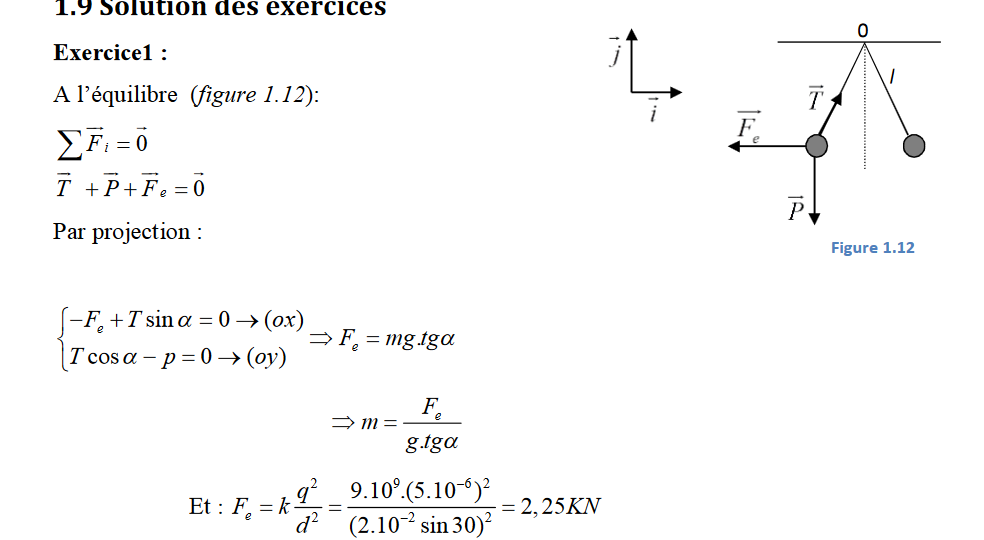 1.9 Solution des exercices
Exercice1 :
A l'équilibre (figure 1.12):
∑F⃗ᵢ = 0⃗
T⃗ + P⃗ + F⃗ₑ = 0⃗
Par projection :
{ −Fₑ + T sin α = 0 → (ox)
T cos α − p = 0 → (oy) ⇒ Fₑ = mg.tgα
⇒ m = Fₑ / g.tgα
Et : Fₑ = k q² / d² = 9.10⁹.(5.10⁻⁶)² / (2.10⁻² sin 30)² = 2,25KN
j⃗
i⃗
O
l
T⃗
F⃗ₑ
P⃗
Figure 1.12